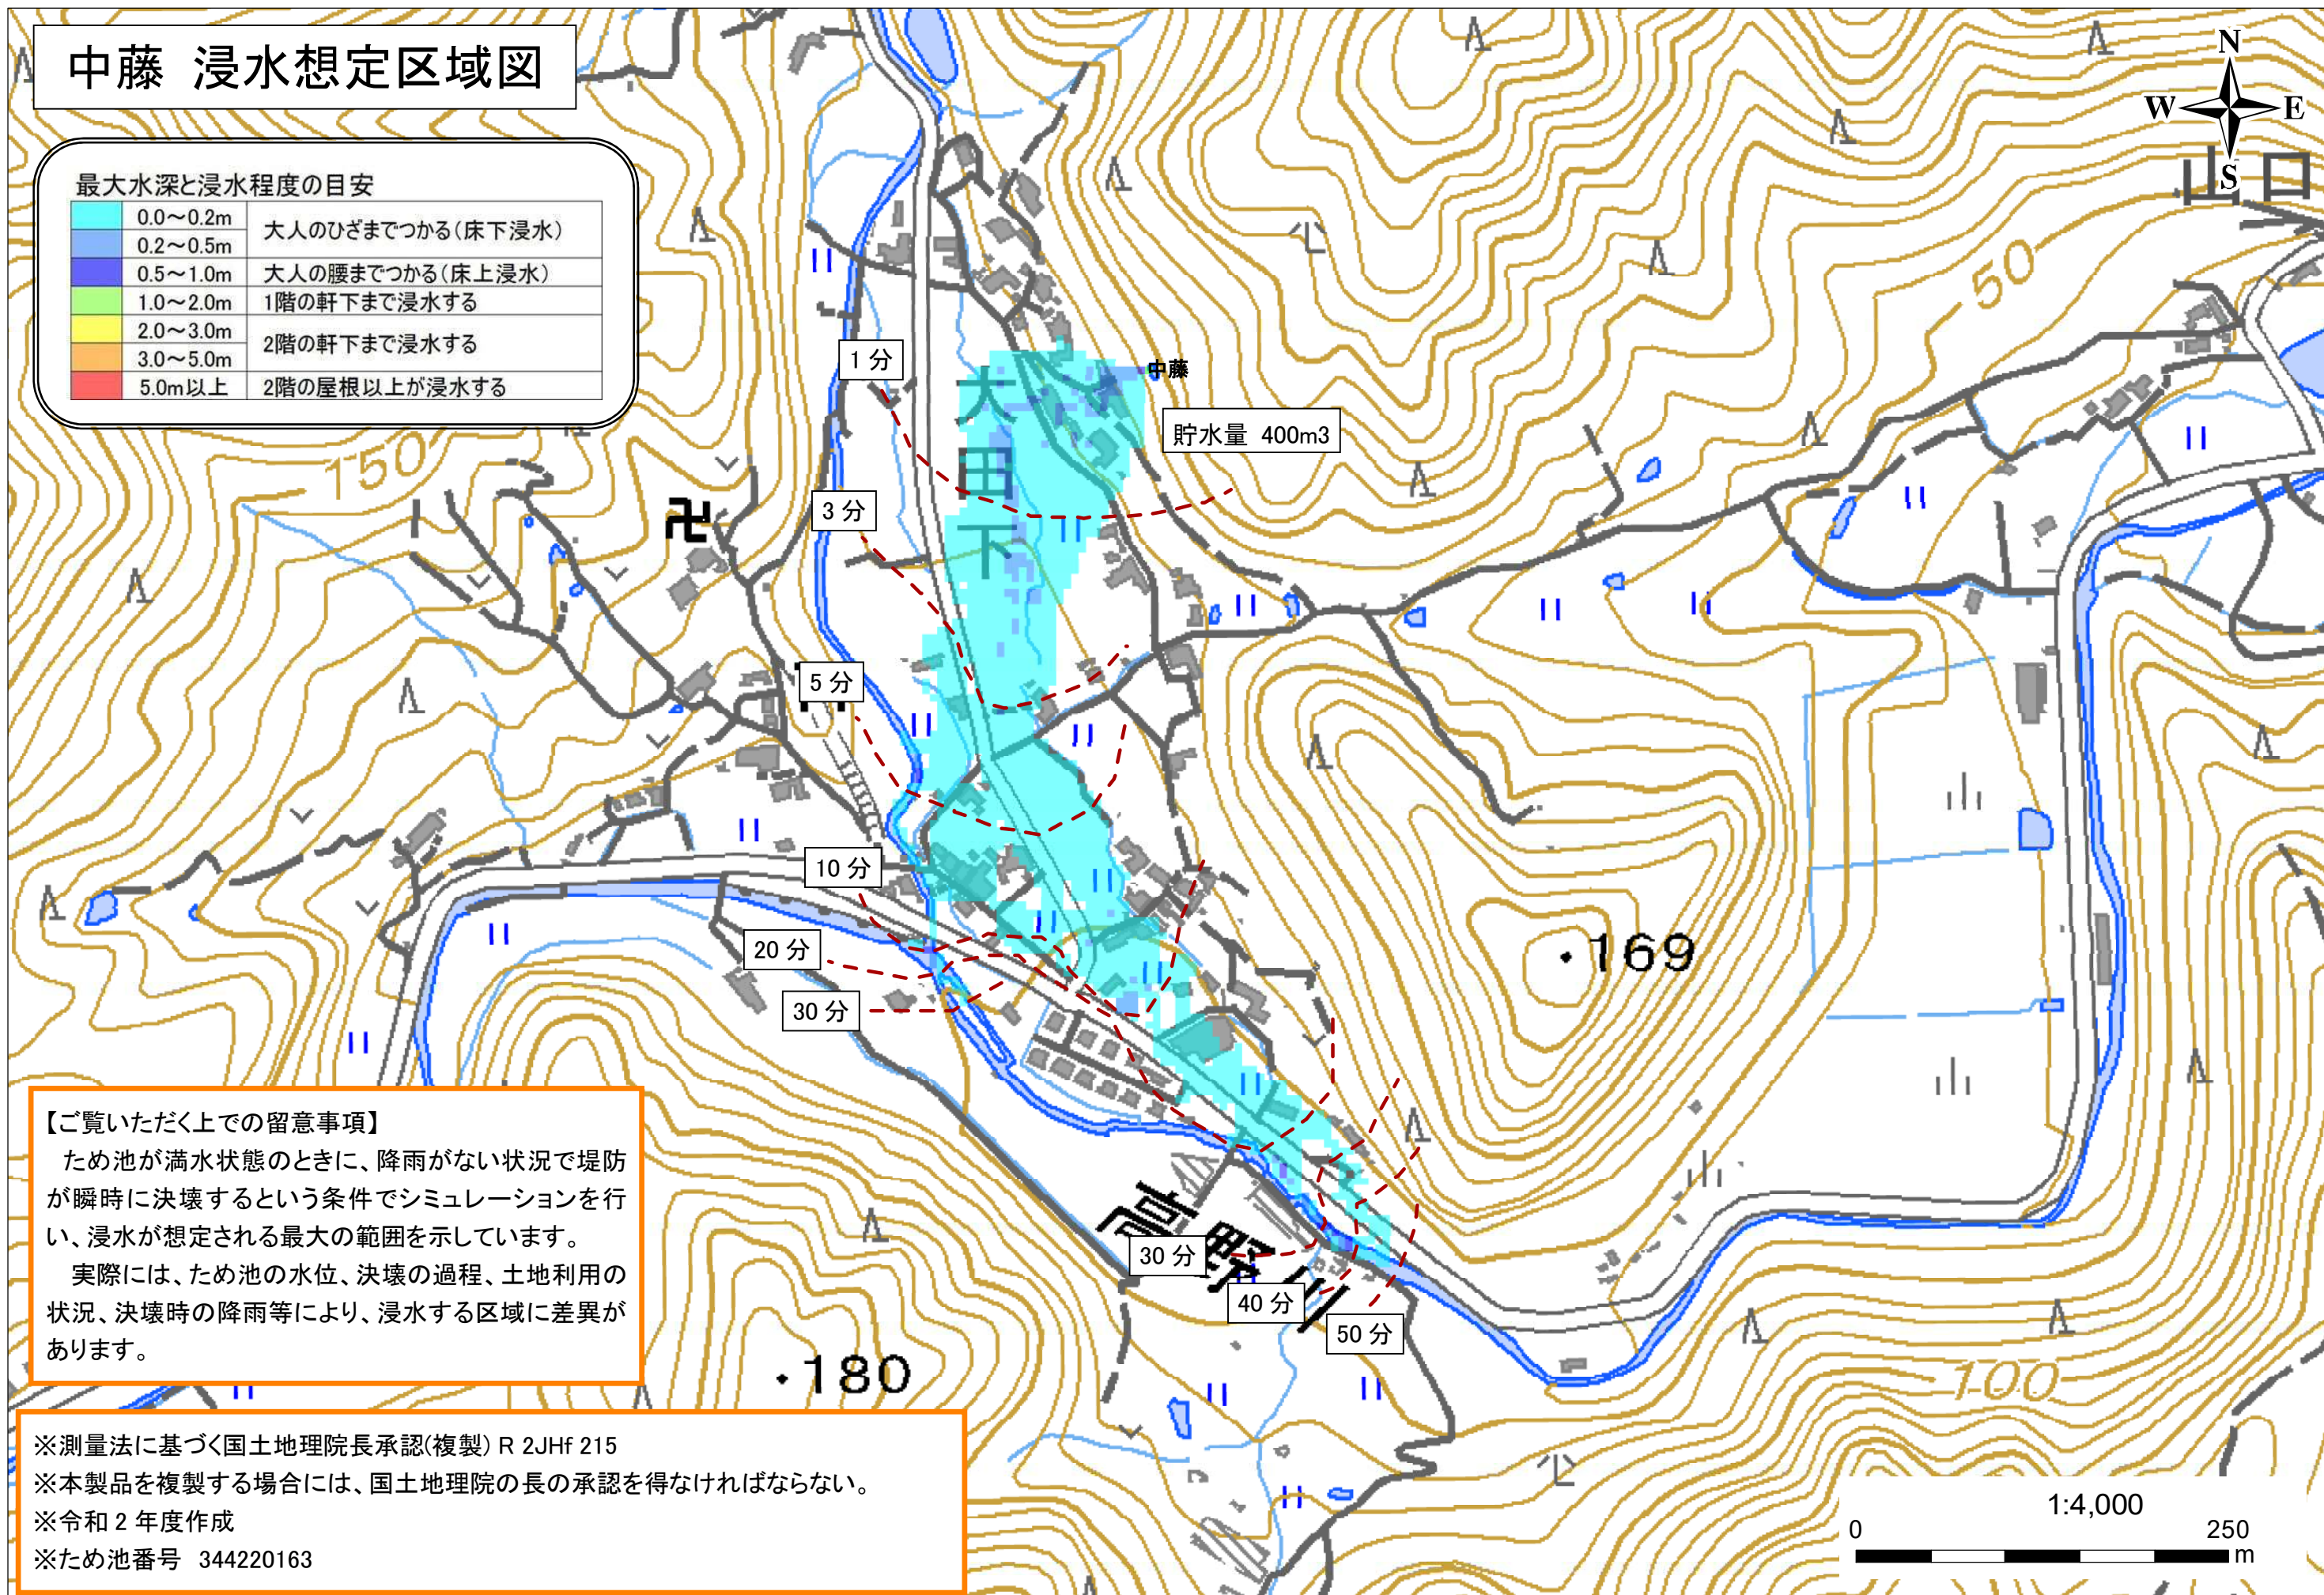 中藤 浸水想定区域図
N
W
E
S
山口
最大水深と浸水程度の目安
0.0～0.2m
大人のひざまでつかる(床下浸水)
0.2～0.5m
0.5～1.0m 大人の腰までつかる(床上浸水)
1.0～2.0m 1階の軒下まで浸水する
2.0～3.0m
2階の軒下まで浸水する
3.0～5.0m
5.0m以上 2階の屋根以上が浸水する
50
1分
中藤
大田下
貯水量 400m3
150
3分
5分
10分
20分
30分
169
30分
40分
50分
高野川
180
100
【ご覧いただく上での留意事項】
ため池が満水状態のときに、降雨がない状況で堤防
が瞬時に決壊するという条件でシミュレーションを行
い、浸水が想定される最大の範囲を示しています。
実際には、ため池の水位、決壊の過程、土地利用の
状況、決壊時の降雨等により、浸水する区域に差異が
あります。
※測量法に基づく国土地理院長承認(複製) R 2JHf 215
※本製品を複製する場合には、国土地理院の長の承認を得なければならない。
※令和2年度作成
※ため池番号 344220163
1:4,000
0 250
m